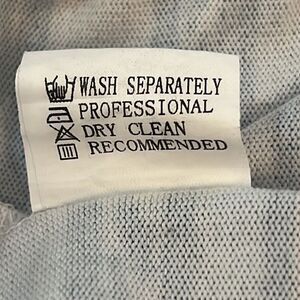 WASH SEPARATELY
PROFESSIONAL
DRY CLEAN
RECOMMENDED